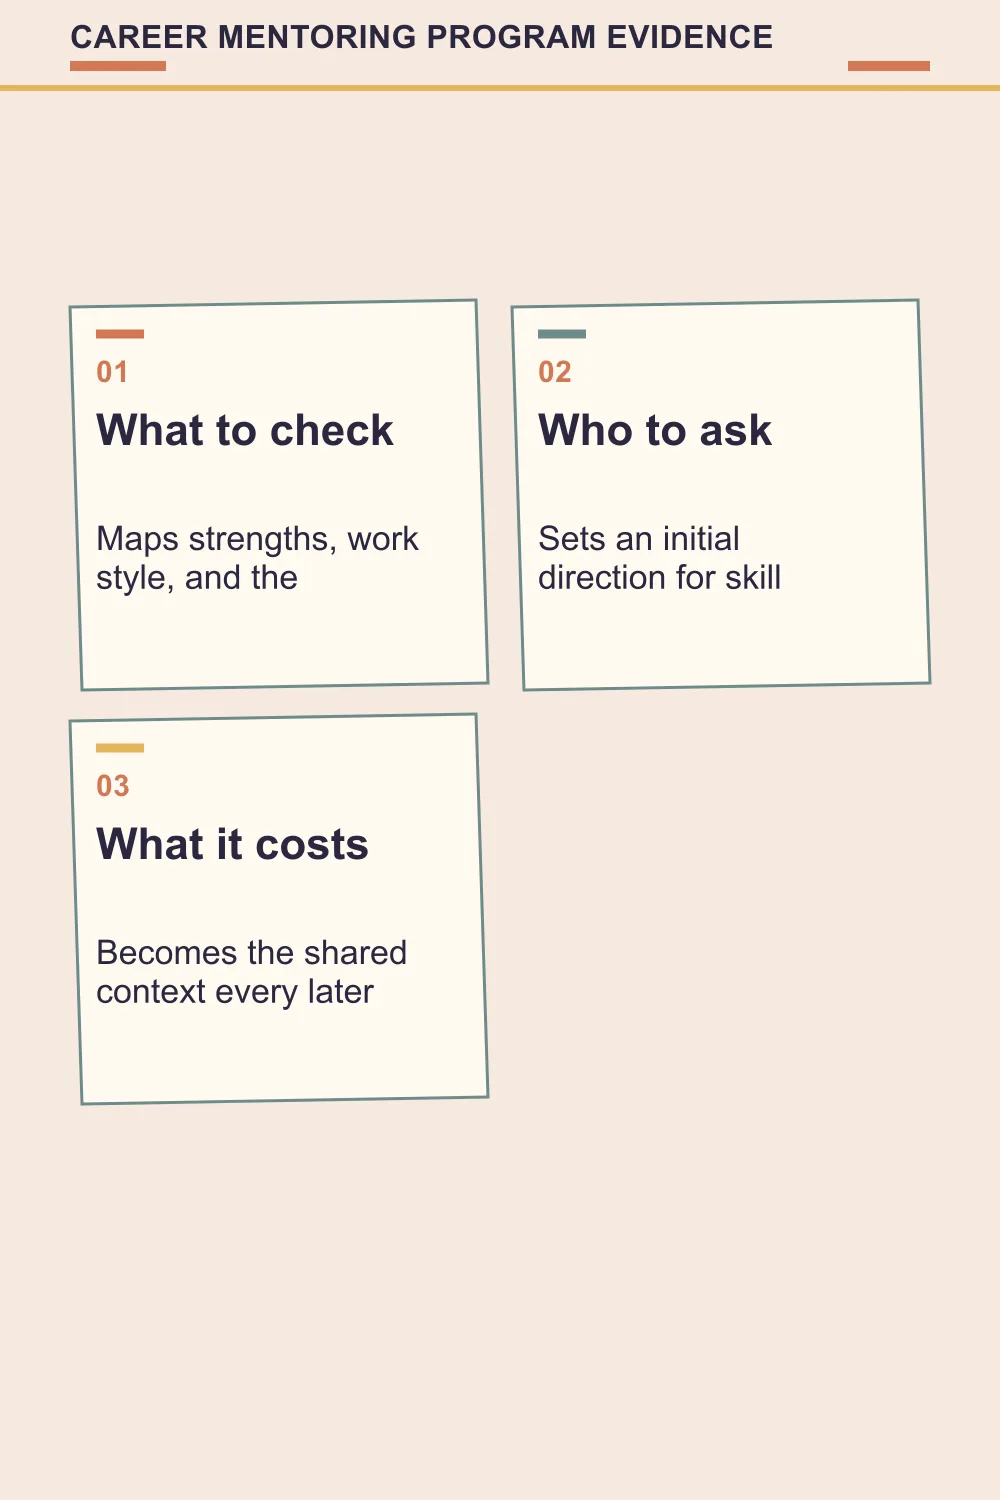 CAREER MENTORING PROGRAM EVIDENCE
01
What to check
Maps strengths, work
style, and the
02
Who to ask
Sets an initial
direction for skill
03
What it costs
Becomes the shared
context every later